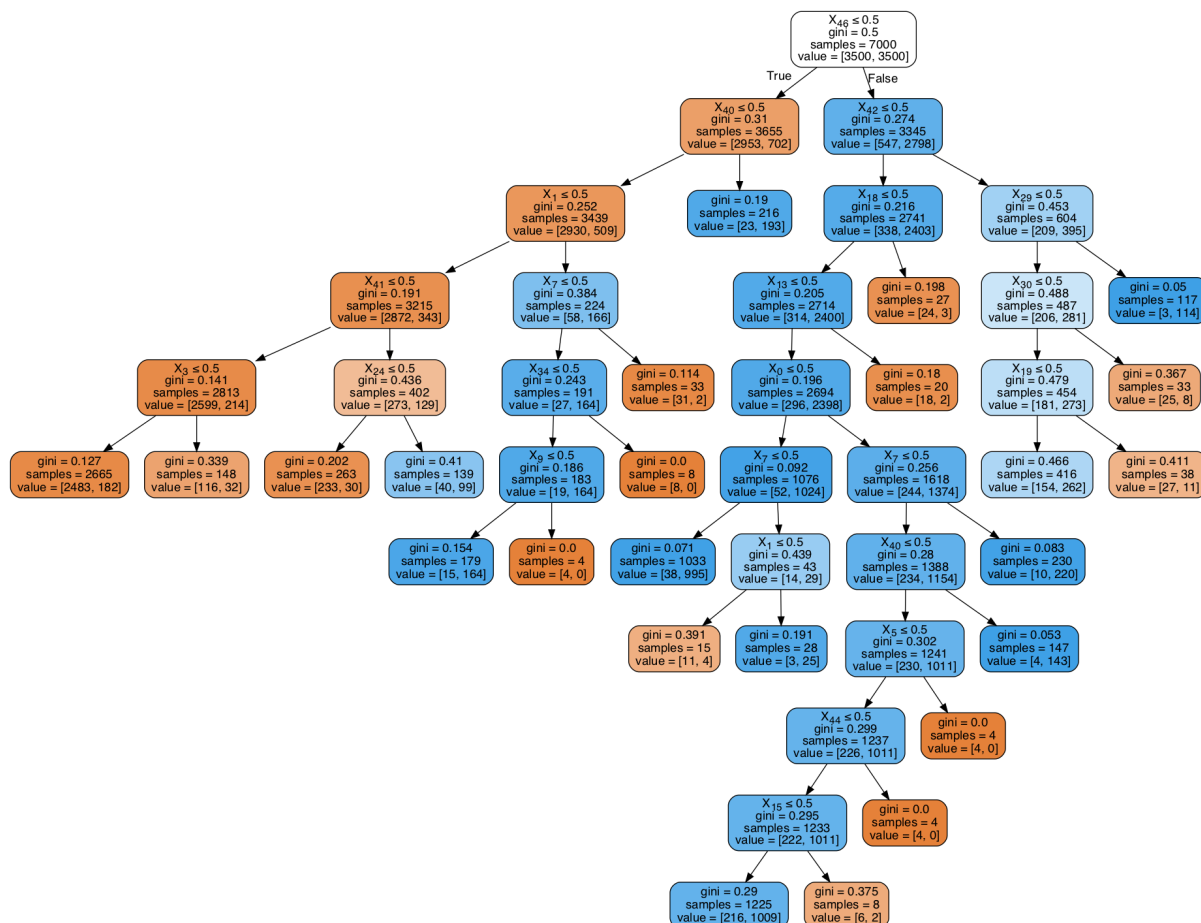 X46 ≤ 0.5
gini = 0.5
samples = 7000
value = [3500, 3500]
True
False
X40 ≤ 0.5
gini = 0.31
samples = 3655
value = [2953, 702]
X42 ≤ 0.5
gini = 0.274
samples = 3345
value = [547, 2798]
X1 ≤ 0.5
gini = 0.252
samples = 3439
value = [2930, 509]
gini = 0.19
samples = 216
value = [23, 193]
X18 ≤ 0.5
gini = 0.216
samples = 2741
value = [338, 2403]
X29 ≤ 0.5
gini = 0.453
samples = 604
value = [209, 395]
X41 ≤ 0.5
gini = 0.191
samples = 3215
value = [2872, 343]
X7 ≤ 0.5
gini = 0.384
samples = 224
value = [58, 166]
X13 ≤ 0.5
gini = 0.205
samples = 2714
value = [314, 2400]
gini = 0.198
samples = 27
value = [24, 3]
X30 ≤ 0.5
gini = 0.488
samples = 487
value = [206, 281]
gini = 0.05
samples = 117
value = [3, 114]
X3 ≤ 0.5
gini = 0.141
samples = 2813
value = [2599, 214]
X24 ≤ 0.5
gini = 0.436
samples = 402
value = [273, 129]
X34 ≤ 0.5
gini = 0.243
samples = 191
value = [27, 164]
gini = 0.114
samples = 33
value = [31, 2]
X0 ≤ 0.5
gini = 0.196
samples = 2694
value = [296, 2398]
gini = 0.18
samples = 20
value = [18, 2]
X19 ≤ 0.5
gini = 0.479
samples = 454
value = [181, 273]
gini = 0.367
samples = 33
value = [25, 8]
gini = 0.127
samples = 2665
value = [2483, 182]
gini = 0.339
samples = 148
value = [116, 32]
gini = 0.202
samples = 263
value = [233, 30]
gini = 0.41
samples = 139
value = [40, 99]
X9 ≤ 0.5
gini = 0.186
samples = 183
value = [19, 164]
gini = 0.0
samples = 8
value = [8, 0]
X7 ≤ 0.5
gini = 0.092
samples = 1076
value = [52, 1024]
X7 ≤ 0.5
gini = 0.256
samples = 1618
value = [244, 1374]
gini = 0.466
samples = 416
value = [154, 262]
gini = 0.411
samples = 38
value = [27, 11]
gini = 0.154
samples = 179
value = [15, 164]
gini = 0.0
samples = 4
value = [4, 0]
gini = 0.071
samples = 1033
value = [38, 995]
X1 ≤ 0.5
gini = 0.439
samples = 43
value = [14, 29]
X40 ≤ 0.5
gini = 0.28
samples = 1388
value = [234, 1154]
gini = 0.083
samples = 230
value = [10, 220]
gini = 0.391
samples = 15
value = [11, 4]
gini = 0.191
samples = 28
value = [3, 25]
X5 ≤ 0.5
gini = 0.302
samples = 1241
value = [230, 1011]
gini = 0.053
samples = 147
value = [4, 143]
X44 ≤ 0.5
gini = 0.299
samples = 1237
value = [226, 1011]
gini = 0.0
samples = 4
value = [4, 0]
X15 ≤ 0.5
gini = 0.295
samples = 1233
value = [222, 1011]
gini = 0.0
samples = 4
value = [4, 0]
gini = 0.29
samples = 1225
value = [216, 1009]
gini = 0.375
samples = 8
value = [6, 2]